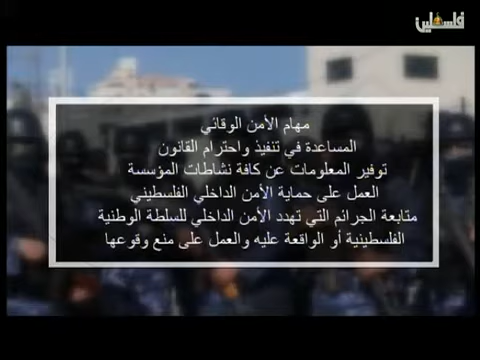 فلسطين
مهام الأمن الوقائي
المساعدة في تنفيذ واحترام القانون
توفير المعلومات عن كافة نشاطات المؤسسة
العمل على حماية الأمن الداخلي الفلسطيني
متابعة الجرائم التي تهدد الأمن الداخلي للسلطة الوطنية
الفلسطينية أو الواقعة عليه والعمل على منع وقوعها